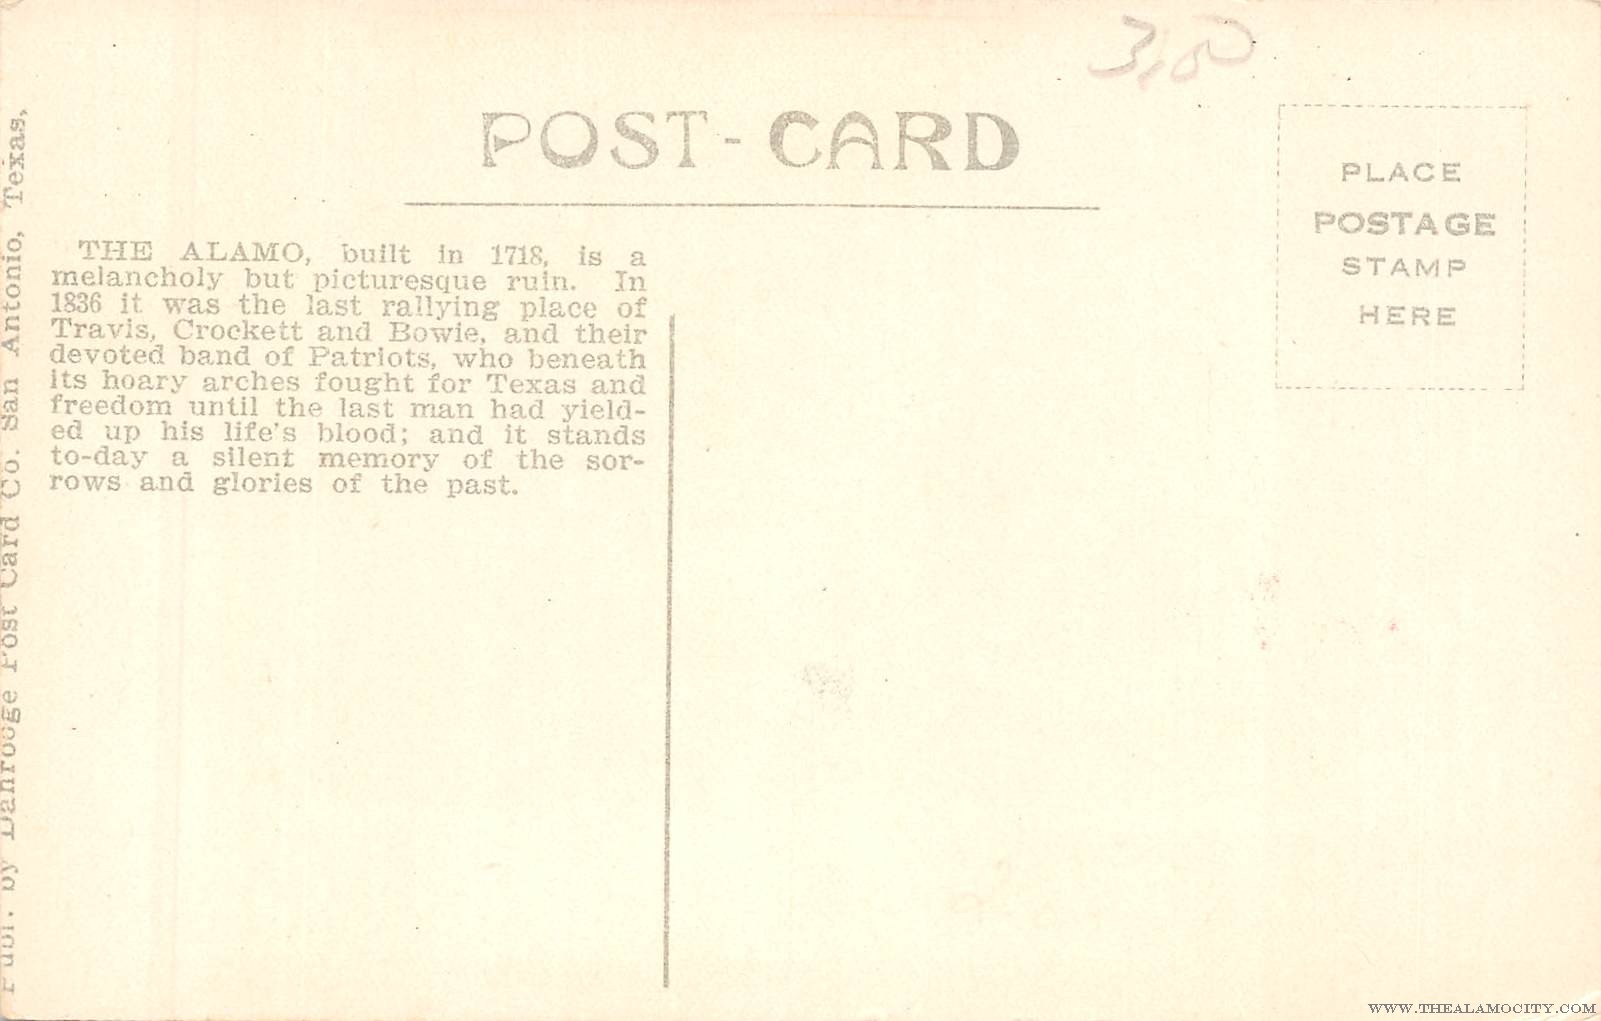 3.50
POST-CARD
PLACE
POSTAGE
STAMP
HERE
THE ALAMO, built in 1718, is a
melancholy but picturesque ruin. In
1836 it was the last rallying place of
Travis, Crockett and Bowie, and their
devoted band of Patriots, who beneath
its hoary arches fought for Texas and
freedom until the last man had yield-
ed up his life's blood; and it stands
to-day a silent memory of the sor-
rows and glories of the past.
Publ. by Dahrooge Post Card Co. San Antonio, Texas,
WWW.THEALAMOCITY.COM